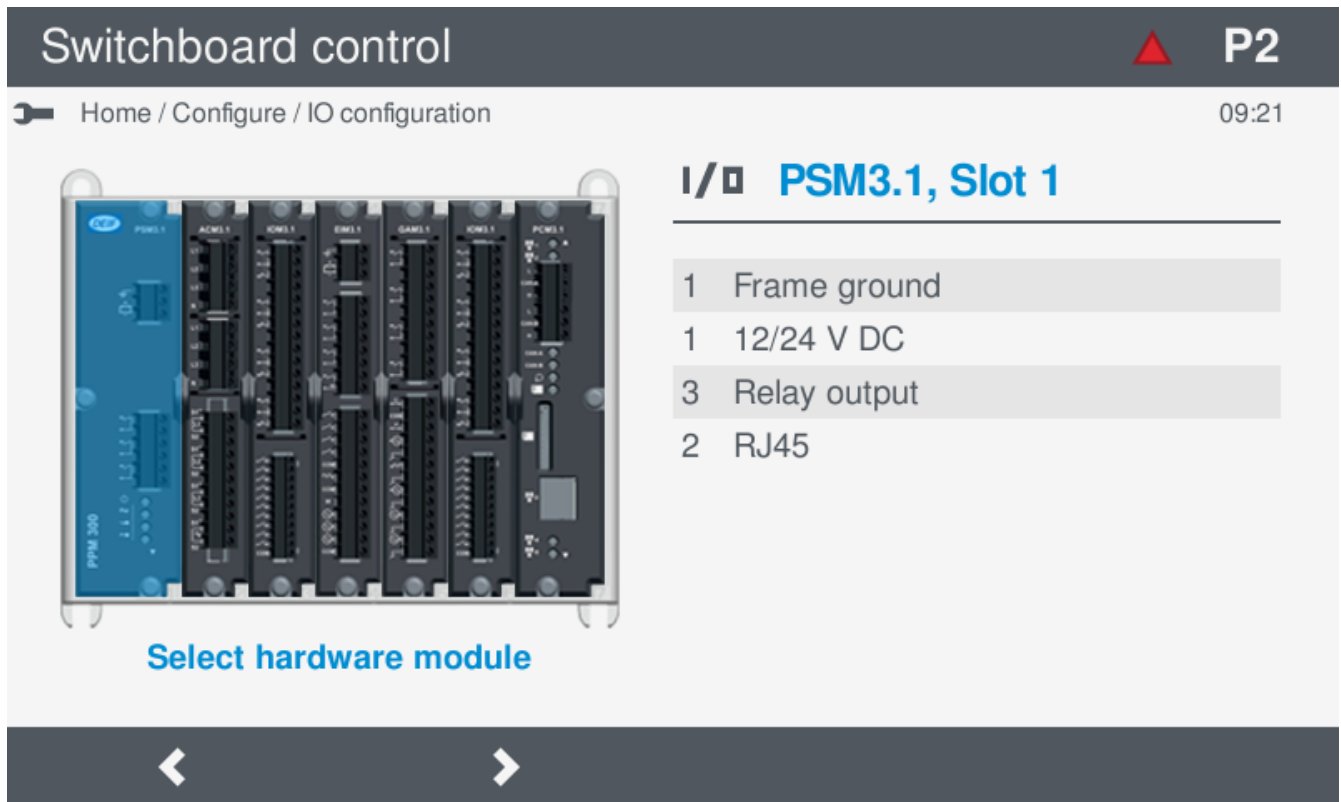 Switchboard control
P2
Home / Configure / IO configuration
09:21
I/O PSM3.1, Slot 1
1 Frame ground
1 12/24 V DC
3 Relay output
2 RJ45
DEIF
PSM3.1
ACM3.1
IOM3.1
EIM3.1
GAM3.1
IOM3.1
PCM3.1
PPM 300
Select hardware module